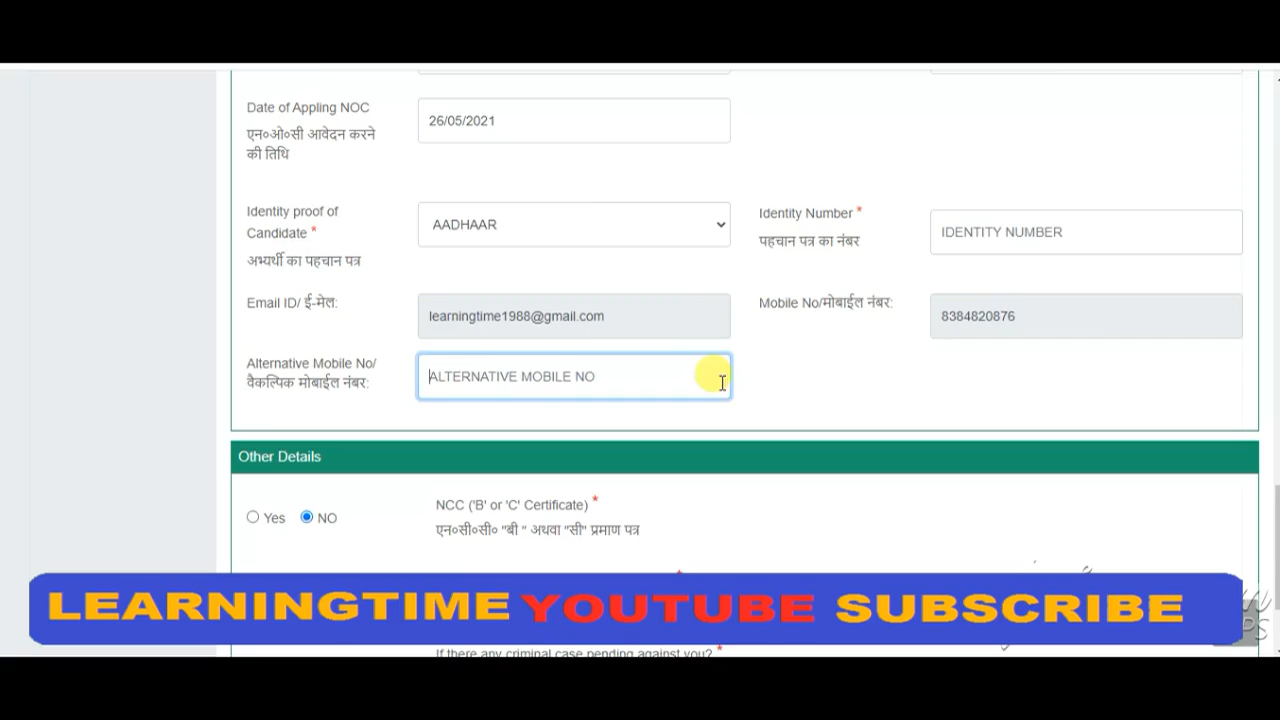 Date of Appling NOC
एन०ओ०सी आवेदन करने
की तिथि
26/05/2021
Identity proof of
Candidate *
अभ्यर्थी का पहचान पत्र
AADHAAR
Identity Number *
पहचान पत्र का नंबर
IDENTITY NUMBER
Email ID/ ई-मेल:
learningtime1988@gmail.com
Mobile No/मोबाईल नंबर:
8384820876
Alternative Mobile No/
वैकल्पिक मोबाईल नंबर:
ALTERNATIVE MOBILE NO
Other Details
Yes NO
NCC ('B' or 'C' Certificate) *
एन०सी०सी० "बी " अथवा "सी" प्रमाण पत्र
LEARNINGTIME YOUTUBE SUBSCRIBE
If there any criminal case pending against you? *